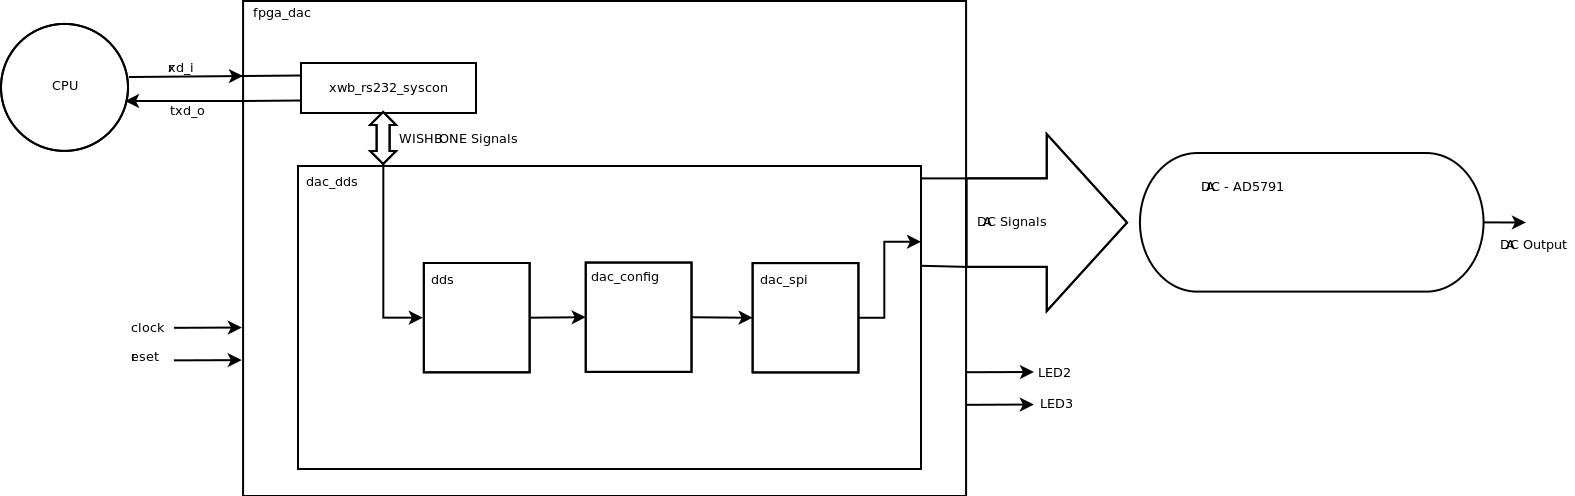 fpga_dac
rxd_i
CPU
xwb_rs232_syscon
txd_o
WISHBONE Signals
dac_dds
DAC - AD5791
DAC Signals
DAC Output
dds
dac_config
dac_spi
clock
reset
LED2
LED3